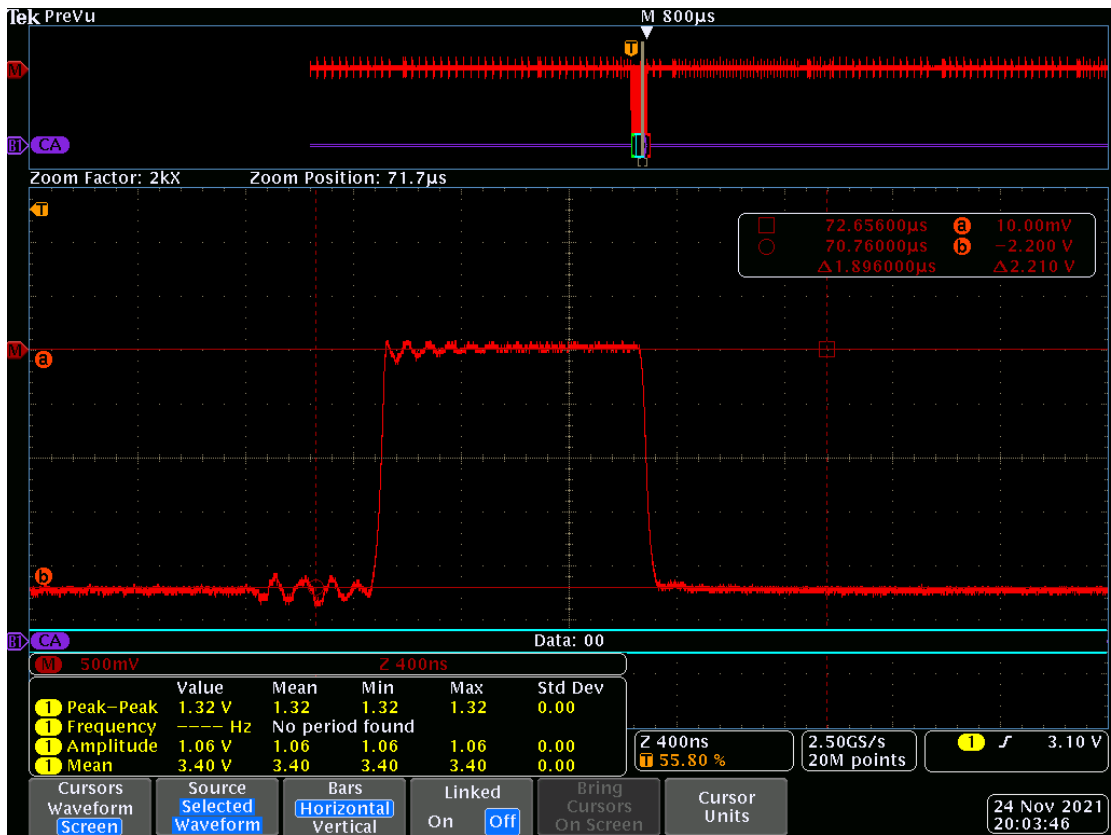 Tek PreVu M 800µs
T
M
B1 CA
Zoom Factor: 2kX Zoom Position: 71.7µs
T
72.65600µs a 10.00mV
70.76000µs b −2.200 V
Δ1.896000µs Δ2.210 V
M a
b
B1 CA Data: 00
M 500mV Z 400ns
Value Mean Min Max Std Dev
1 Peak−Peak 1.32 V 1.32 1.32 1.32 0.00
1 Frequency −−−− Hz No period found
1 Amplitude 1.06 V 1.06 1.06 1.06 0.00
1 Mean 3.40 V 3.40 3.40 3.40 0.00
Z 400ns
T 55.80 %
2.50GS/s
20M points
1 3.10 V
Cursors
Waveform
Screen
Source
Selected
Waveform
Bars
Horizontal
Vertical
Linked
On Off
Bring
Cursors
On Screen
Cursor
Units
24 Nov 2021
20:03:46